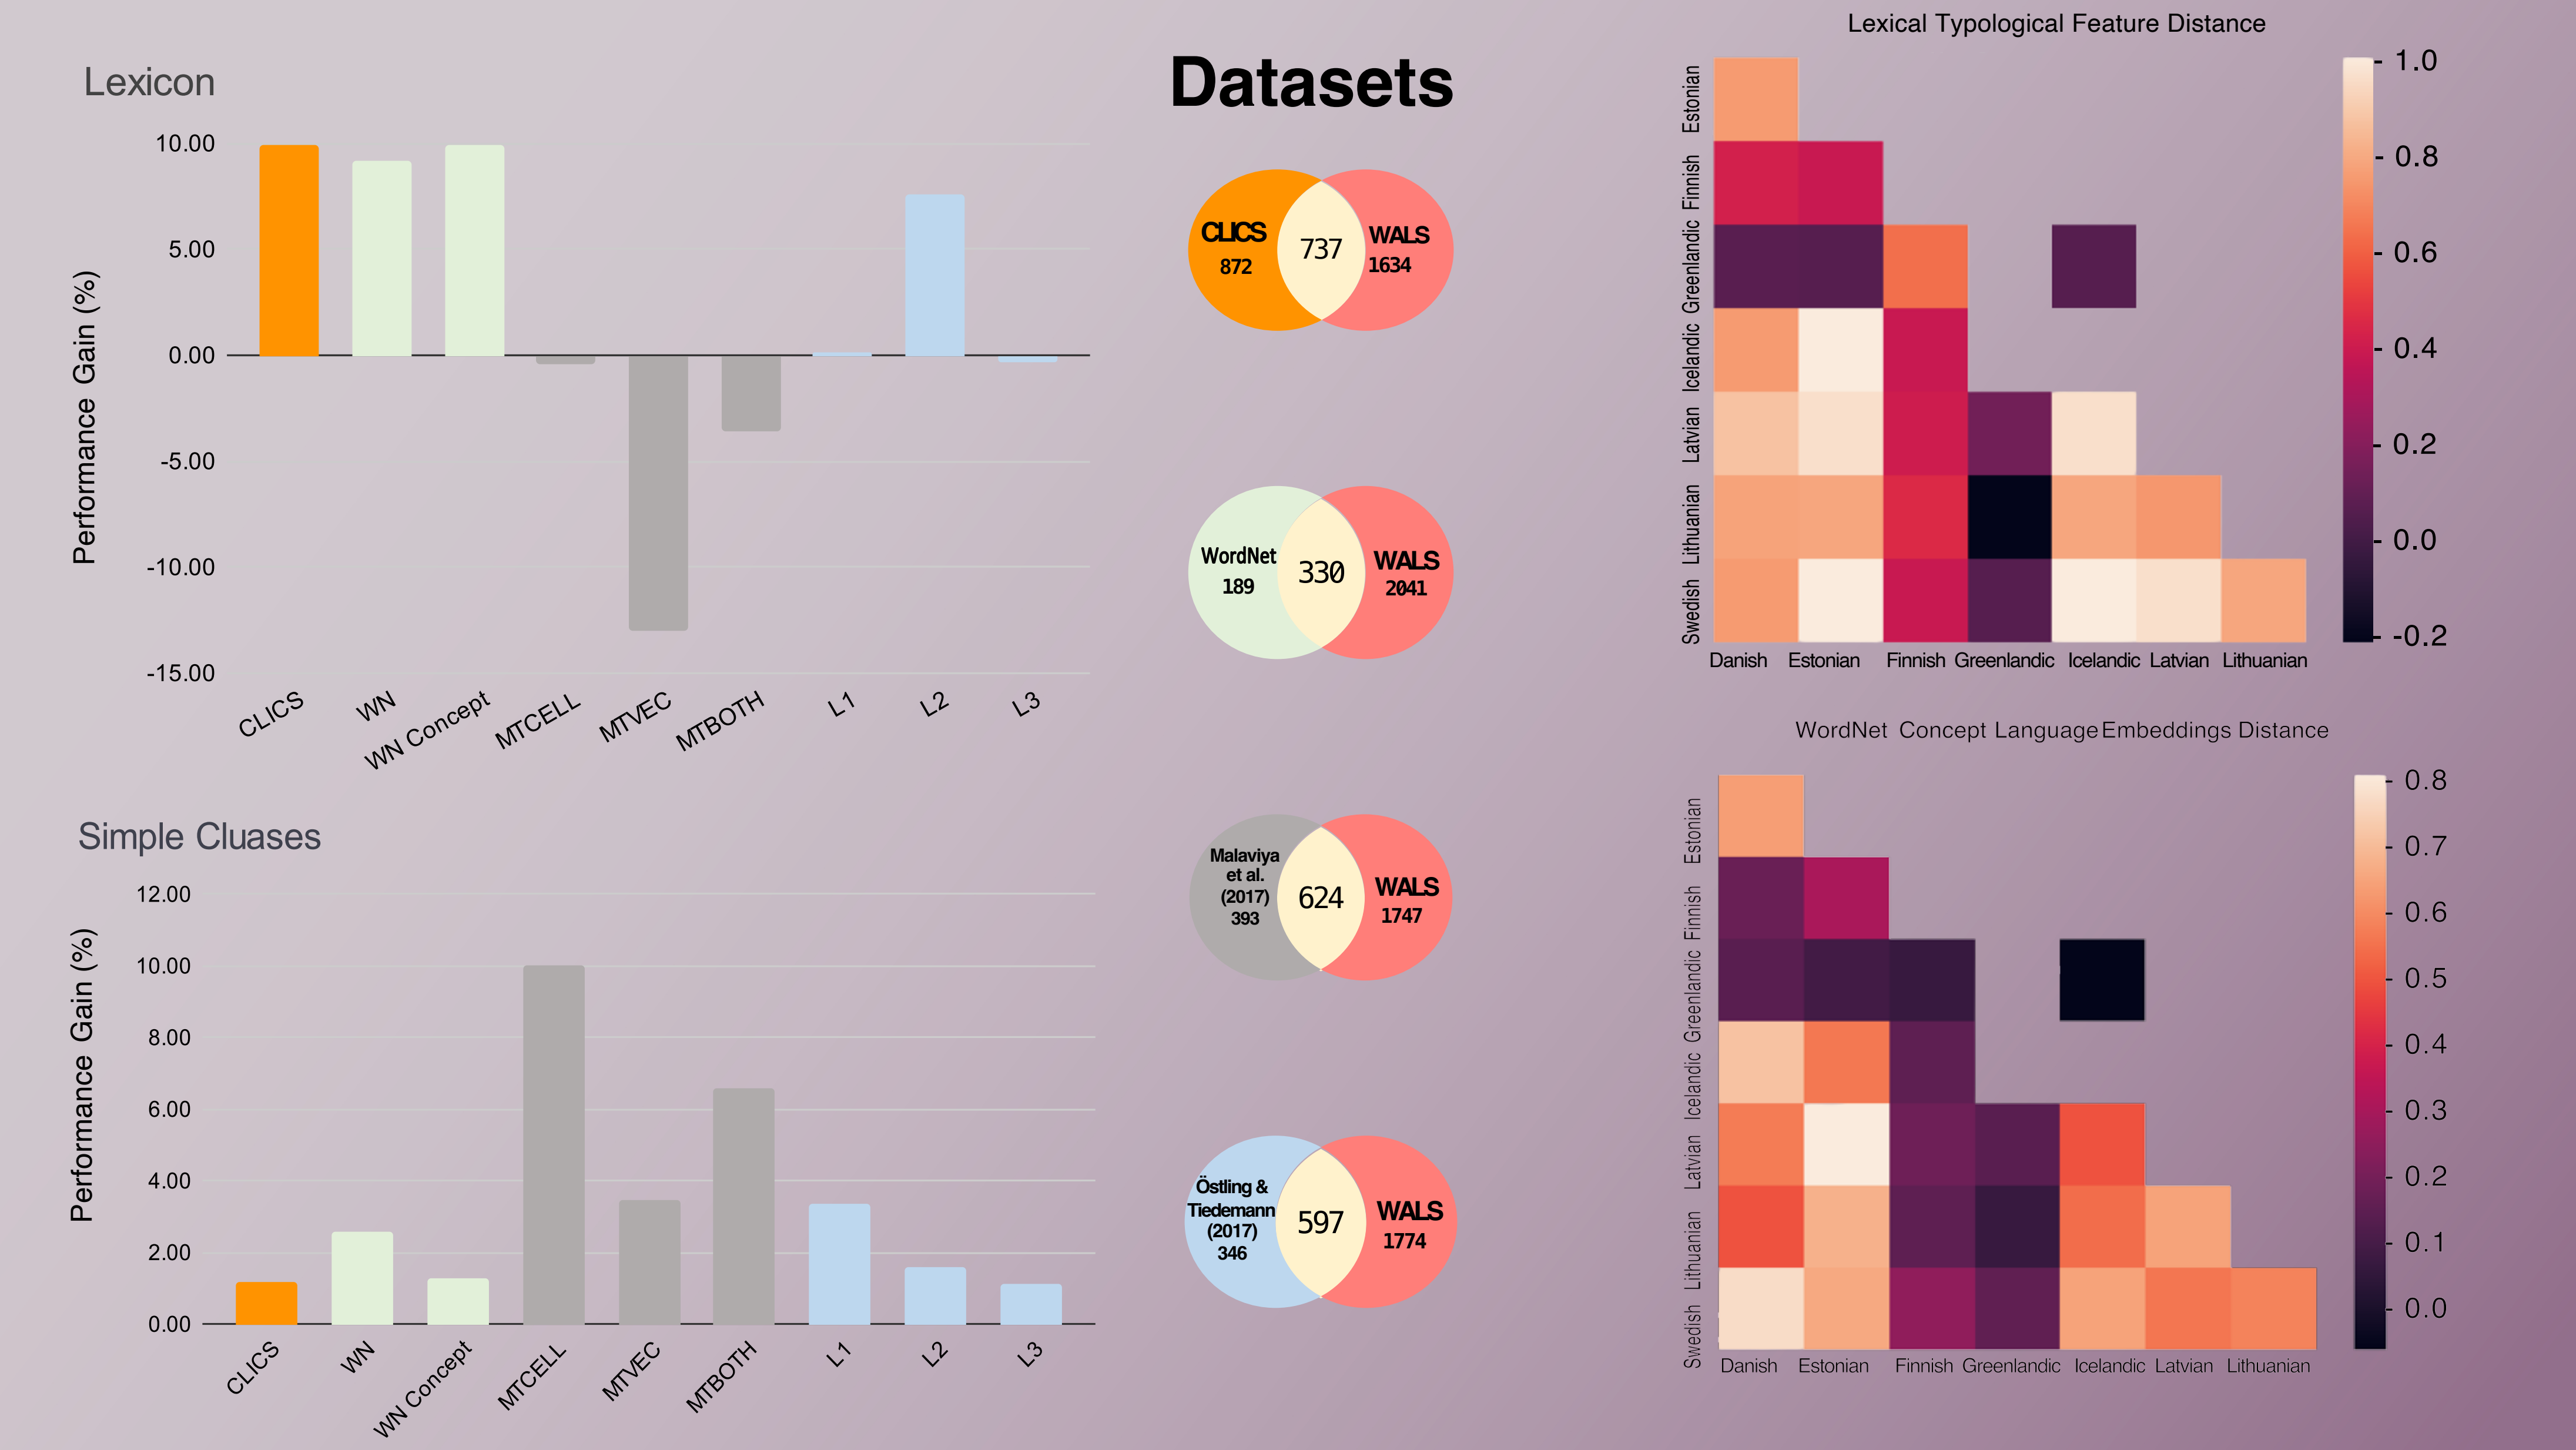 Lexicon
Performance Gain (%)
10.00
5.00
0.00
-5.00
-10.00
-15.00
CLICS
WN
WN Concept
MTCELL
MTVEC
MTBOTH
L1
L2
L3
Simple Cluases
Performance Gain (%)
12.00
10.00
8.00
6.00
4.00
2.00
0.00
CLICS
WN
WN Concept
MTCELL
MTVEC
MTBOTH
L1
L2
L3
Datasets
CLICS
872
737
WALS
1634
WordNet
189
330
WALS
2041
Malaviya
et al.
(2017)
393
624
WALS
1747
Östling &
Tiedemann
(2017)
346
597
WALS
1774
Lexical Typological Feature Distance
Estonian
Finnish
Greenlandic
Icelandic
Latvian
Lithuanian
Swedish
Danish
Estonian
Finnish
Greenlandic
Icelandic
Latvian
Lithuanian
1.0
0.8
0.6
0.4
0.2
0.0
-0.2
WordNet Concept Language Embeddings Distance
Estonian
Finnish
Greenlandic
Icelandic
Latvian
Lithuanian
Swedish
Danish
Estonian
Finnish
Greenlandic
Icelandic
Latvian
Lithuanian
0.8
0.7
0.6
0.5
0.4
0.3
0.2
0.1
0.0